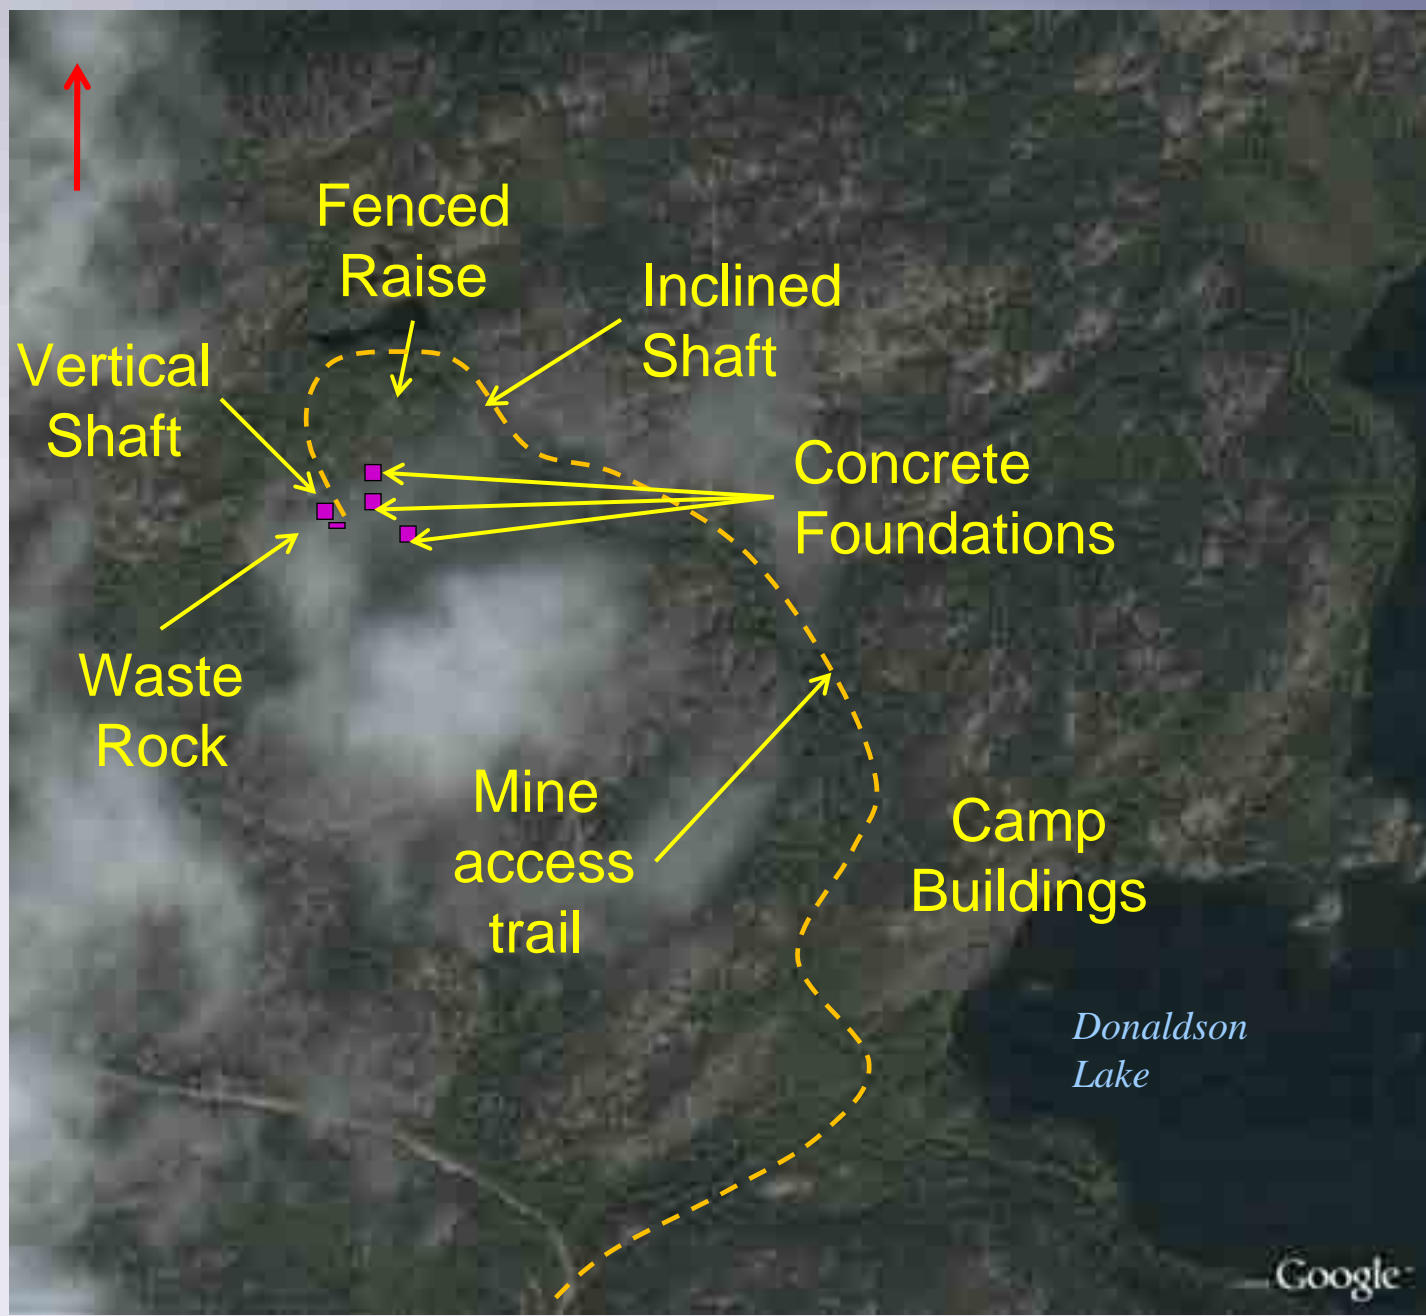 Fenced
Raise
Inclined
Shaft
Vertical
Shaft
Concrete
Foundations
Waste
Rock
Mine
access
trail
Camp
Buildings
Donaldson
Lake
Google